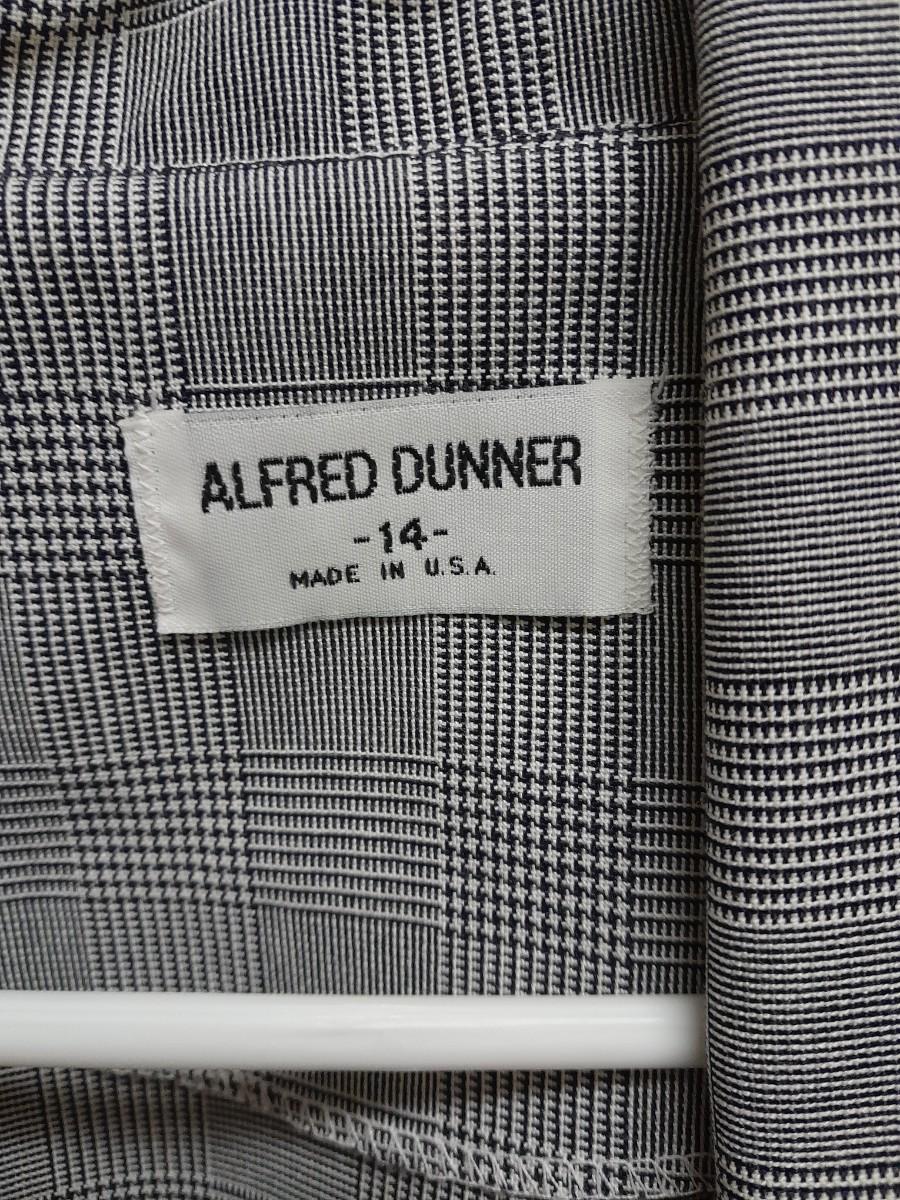 ALFRED DUNNER
-14-
MADE IN U.S.A.